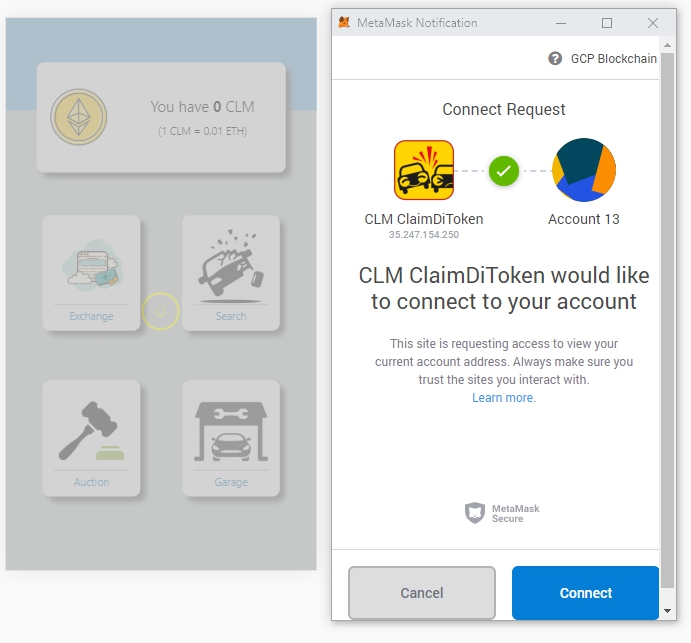 You have 0 CLM
(1 CLM = 0.01 ETH)
Exchange
Search
Auction
Garage
MetaMask Notification
GCP Blockchain
Connect Request
CLM ClaimDiToken
35.247.154.250
Account 13
CLM ClaimDiToken would like
to connect to your account
This site is requesting access to view your
current account address. Always make sure you
trust the sites you interact with.
Learn more.
MetaMask
Secure
Cancel
Connect